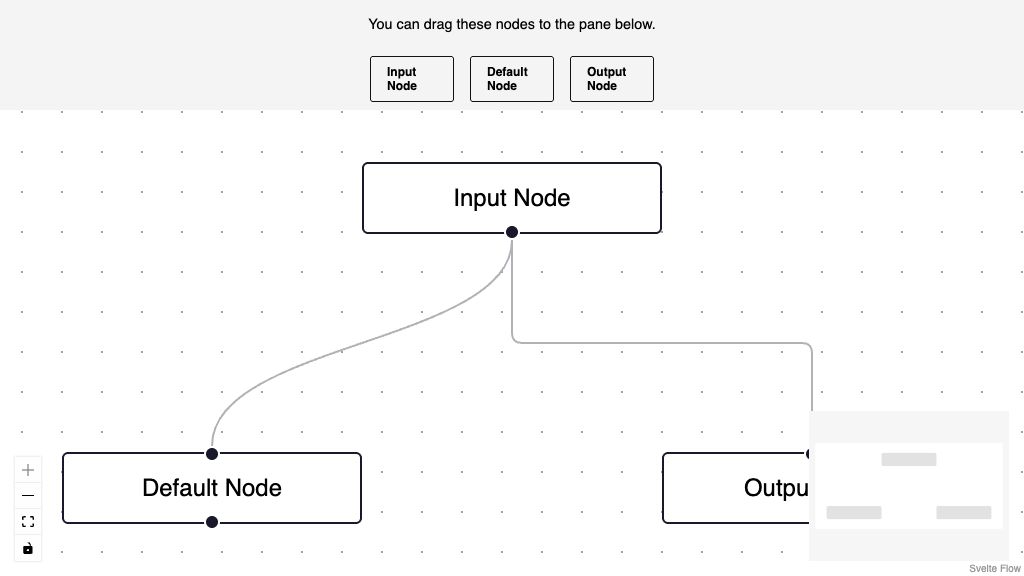 You can drag these nodes to the pane below.
Input
Node
Default
Node
Output
Node
Input Node
Default Node
Outpu
Svelte Flow